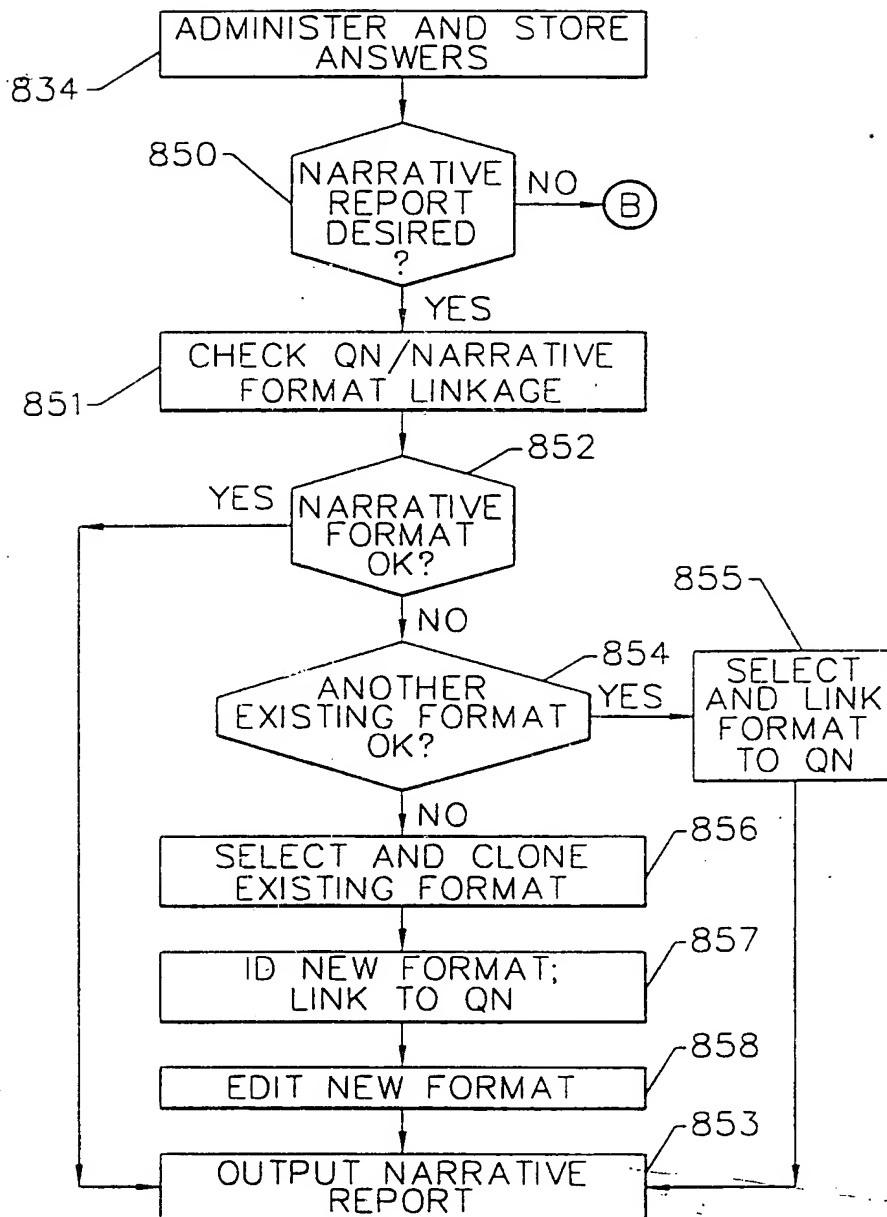 ADMINISTER AND STORE
ANSWERS
834
850
NARRATIVE
REPORT
DESIRED
?
NO
B
YES
CHECK QN/NARRATIVE
FORMAT LINKAGE
851
852
YES
NARRATIVE
FORMAT
OK?
NO
855
854
ANOTHER
EXISTING FORMAT
OK?
YES
SELECT
AND LINK
FORMAT
TO QN
NO
856
SELECT AND CLONE
EXISTING FORMAT
857
ID NEW FORMAT;
LINK TO QN
858
EDIT NEW FORMAT
853
OUTPUT NARRATIVE
REPORT